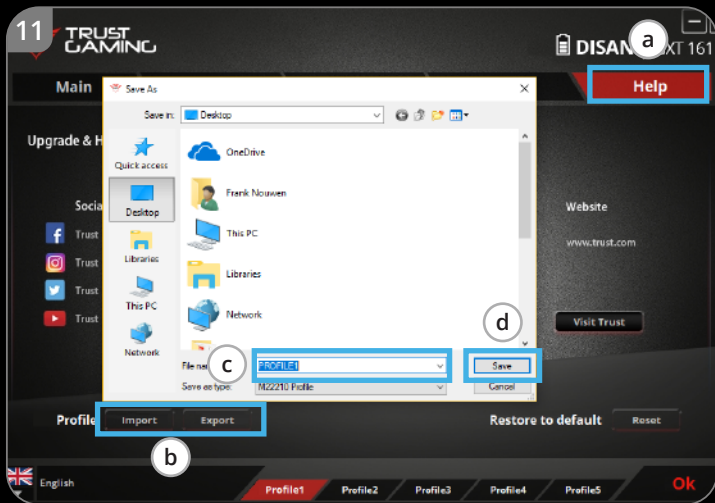 11
TRUST
GAMING
DISAN
XT 161
a
Main
Help
Save As
Save in:
Desktop
Upgrade & H
Quick access
OneDrive
Frank Nouwen
Socia
Desktop
Website
Trust
This PC
www.trust.com
Trust
Libraries
Libraries
Trust
This PC
Network
Trust
d
Visit Trust
Network
File na
c
PROFILE1
Save
Save as type:
M22210 Profile
Cancel
Profile
Import
Export
Restore to default
Reset
b
English
Profile1
Profile2
Profile3
Profile4
Profile5
Ok